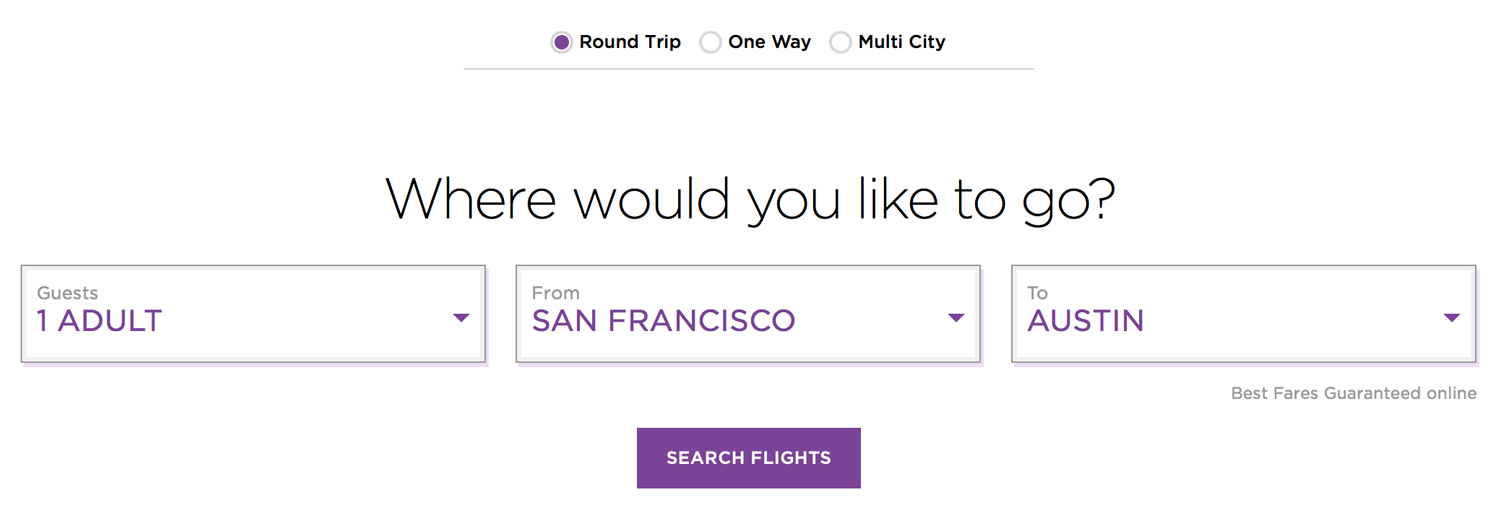 Round Trip One Way Multi City
Where would you like to go?
Guests
1 ADULT
From
SAN FRANCISCO
To
AUSTIN
Best Fares Guaranteed online
SEARCH FLIGHTS